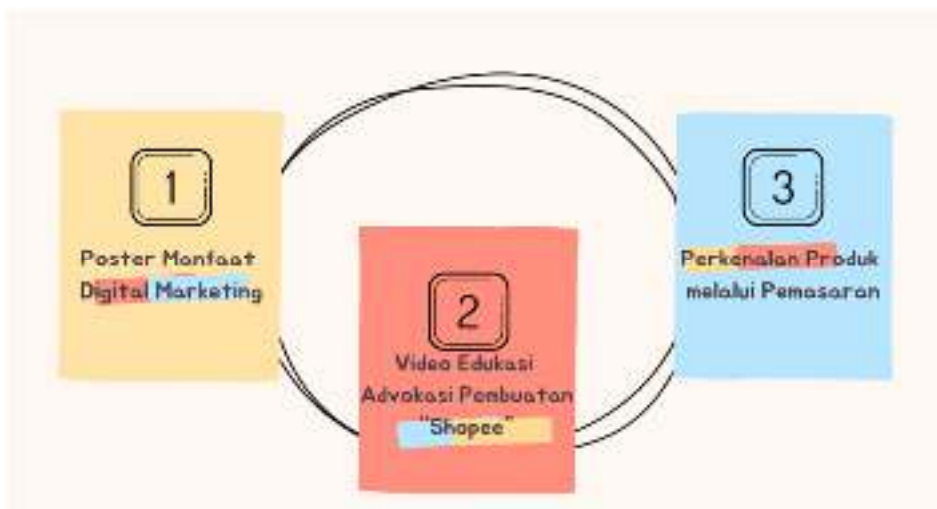 1
Poster Manfaat
Digital Marketing
2
Video Edukasi
Advokasi Pembuatan
"Shopee"
3
Perkenalan Produk
melalui Pemasaran